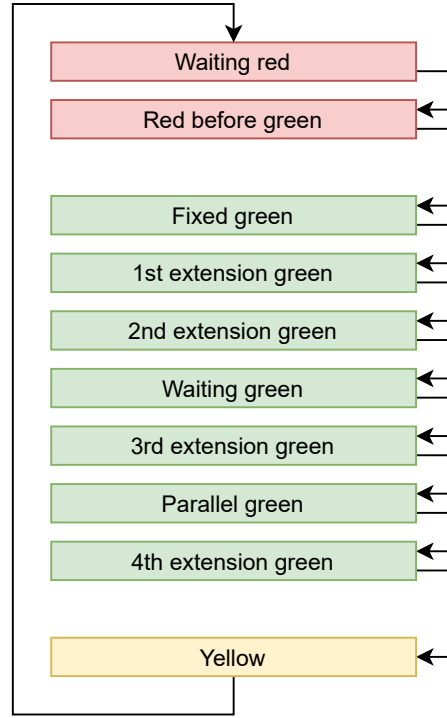 Waiting red
Red before green
Fixed green
1st extension green
2nd extension green
Waiting green
3rd extension green
Parallel green
4th extension green
Yellow